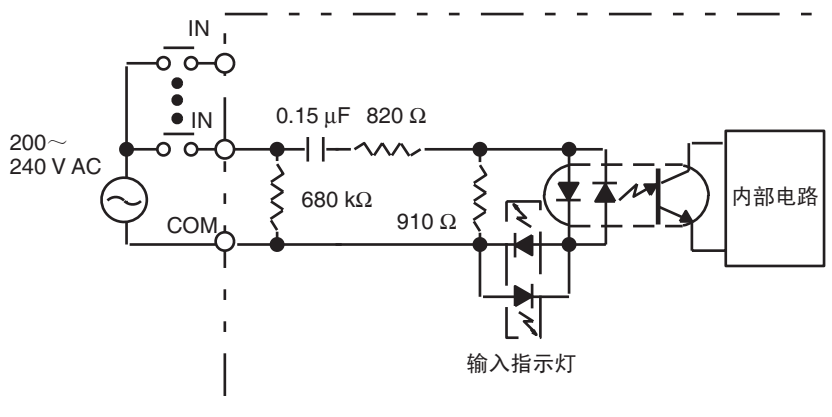 IN
IN
0.15 μF
820 Ω
200～
240 V AC
680 kΩ
910 Ω
COM
内部电路
输入指示灯